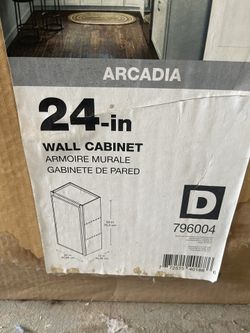 ARCADIA
24-in
WALL CABINET
ARMOIRE MURALE
GABINETE DE PARED
D
796004